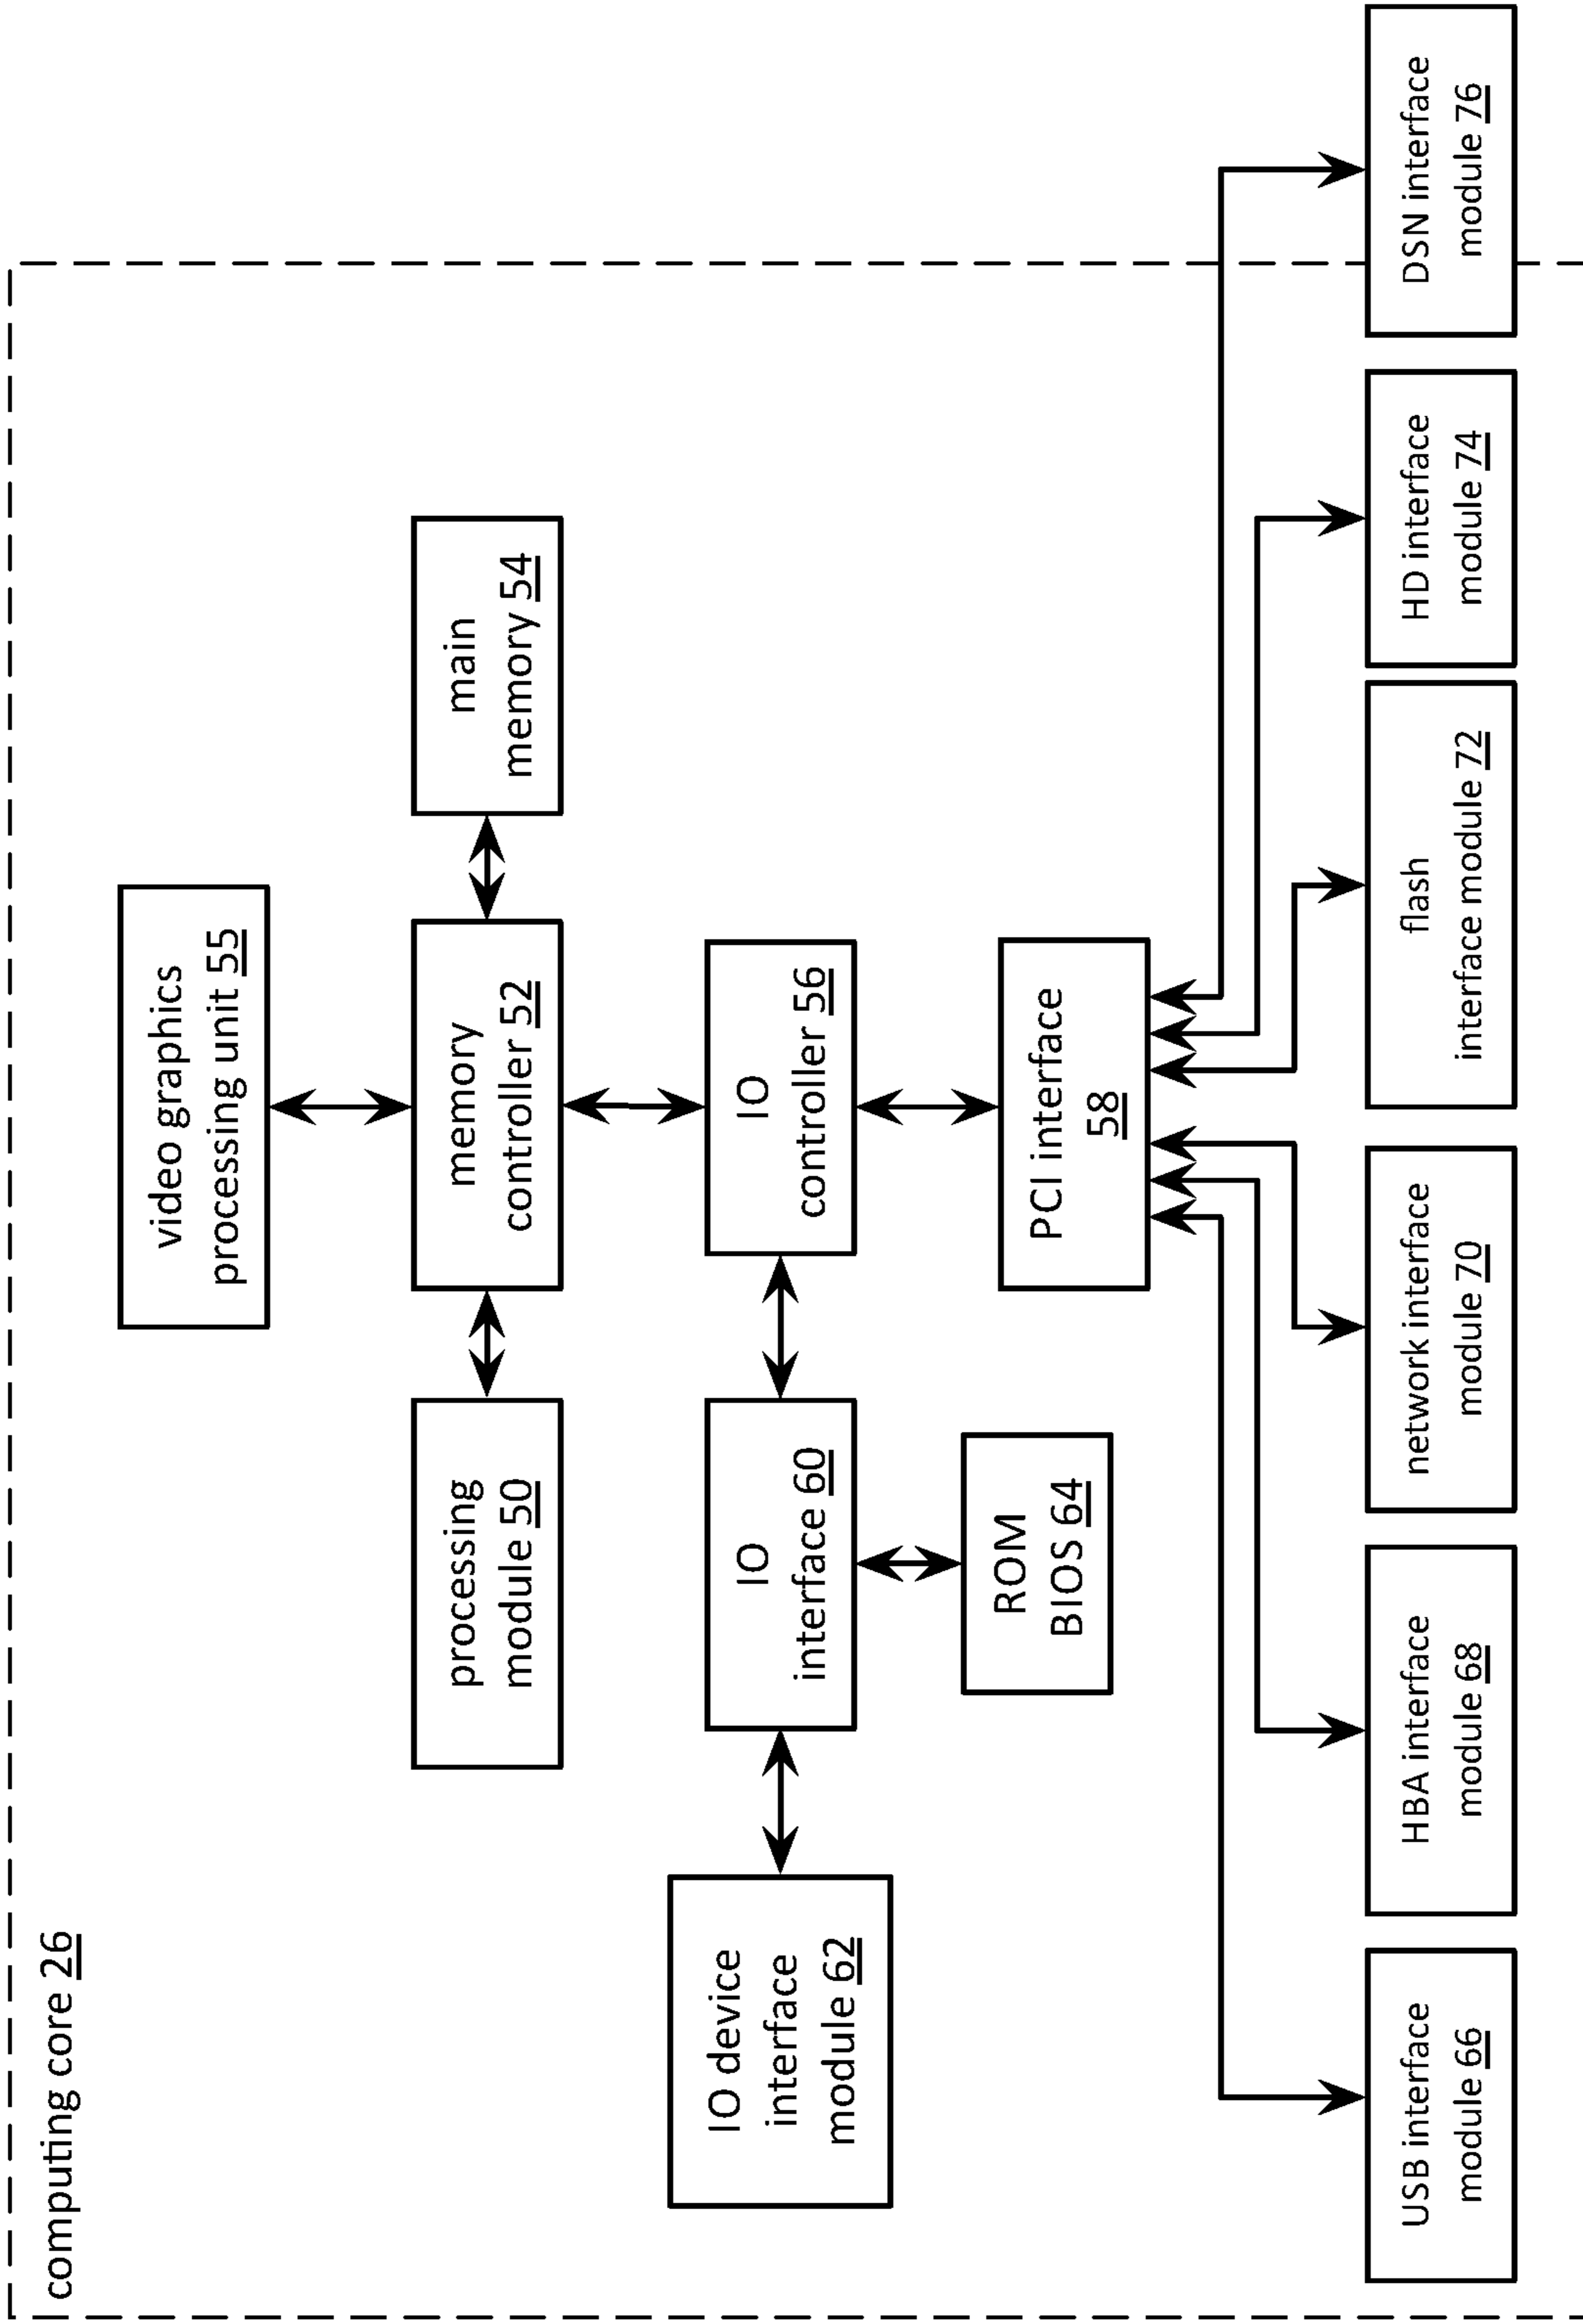 computing core 26
video graphics
processing unit 55
processing
module 50
memory
controller 52
main
memory 54
IO device
interface
module 62
IO
interface 60
IO
controller 56
ROM
BIOS 64
PCI interface
58
USB interface
module 66
HBA interface
module 68
network interface
module 70
flash
interface module 72
HD interface
module 74
DSN interface
module 76